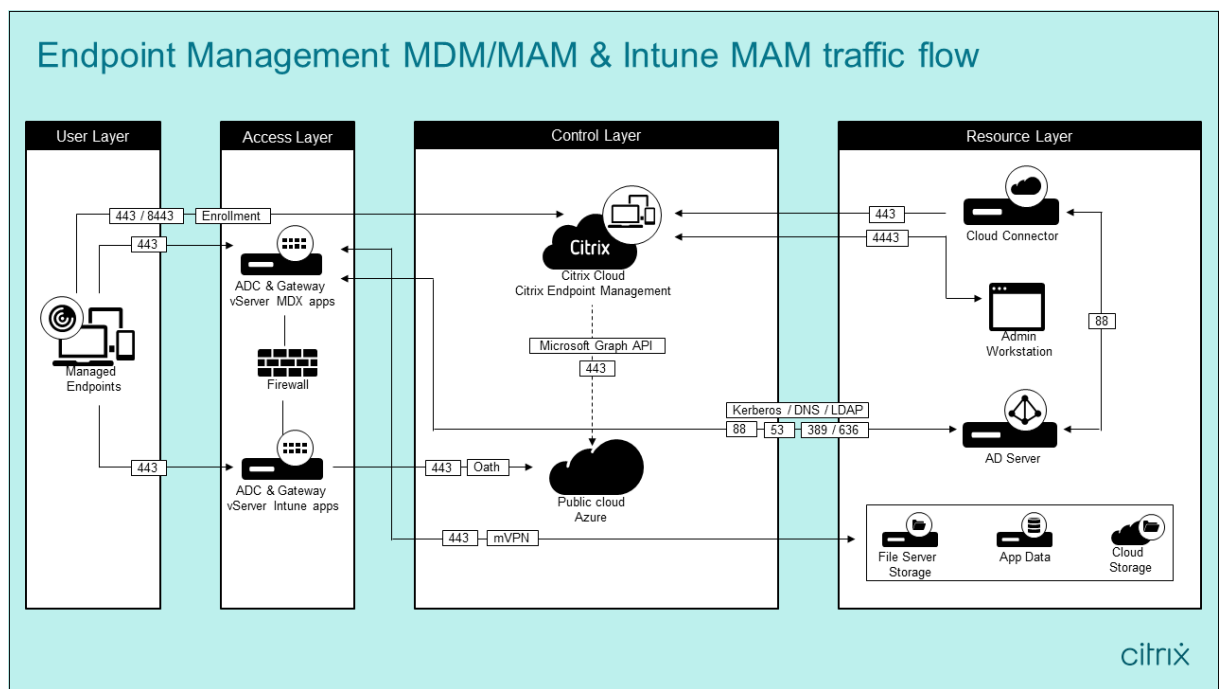 Endpoint Management MDM/MAM & Intune MAM traffic flow
User Layer
Access Layer
Control Layer
Resource Layer
443 / 8443
Enrollment
443
Managed
Endpoints
443
ADC & Gateway
vServer MDX apps
Firewall
ADC & Gateway
vServer Intune apps
Citrix
Citrix Cloud
Citrix Endpoint Management
Microsoft Graph API
443
443
Oath
Public cloud
Azure
443
mVPN
443
4443
Cloud Connector
Admin
Workstation
88
Kerberos / DNS / LDAP
88
53
389 / 636
AD Server
File Server
Storage
App Data
Cloud
Storage
citrix